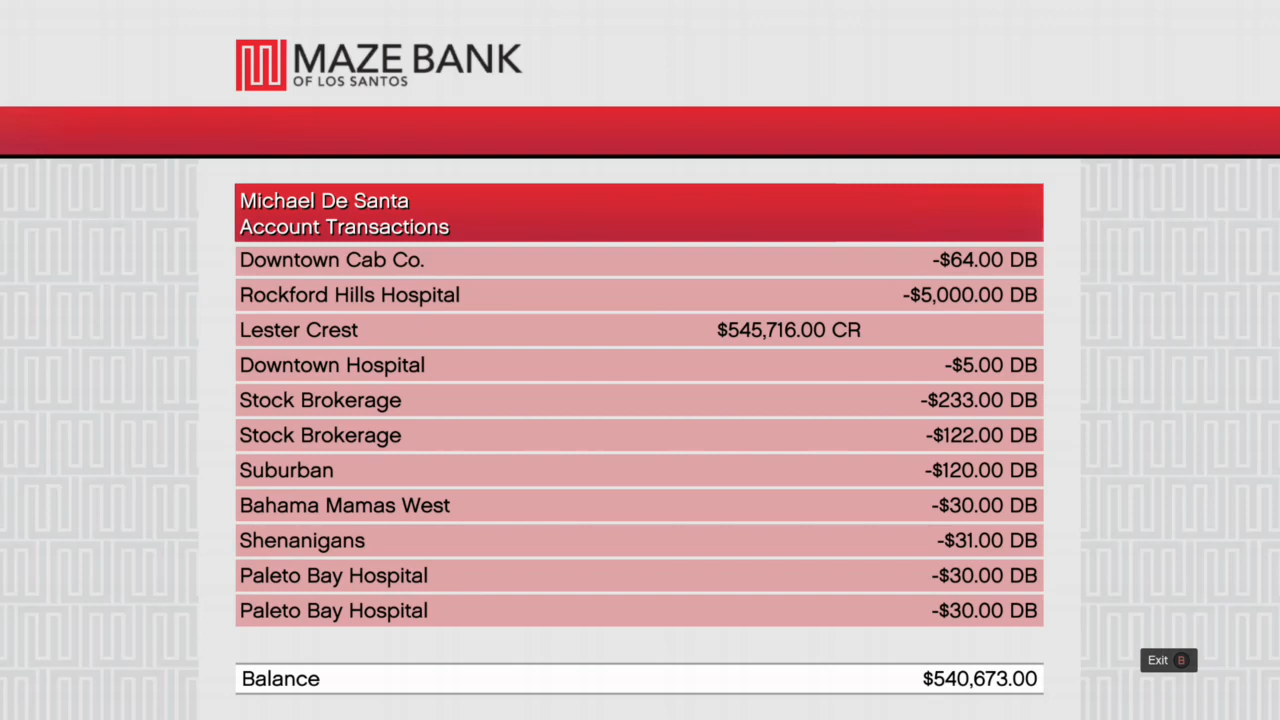 MAZE BANK
OF LOS SANTOS
Michael De Santa
Account Transactions
Downtown Cab Co. -$64.00 DB
Rockford Hills Hospital -$5,000.00 DB
Lester Crest $545,716.00 CR
Downtown Hospital -$5.00 DB
Stock Brokerage -$233.00 DB
Stock Brokerage -$122.00 DB
Suburban -$120.00 DB
Bahama Mamas West -$30.00 DB
Shenanigans -$31.00 DB
Paleto Bay Hospital -$30.00 DB
Paleto Bay Hospital -$30.00 DB
Balance $540,673.00
Exit B